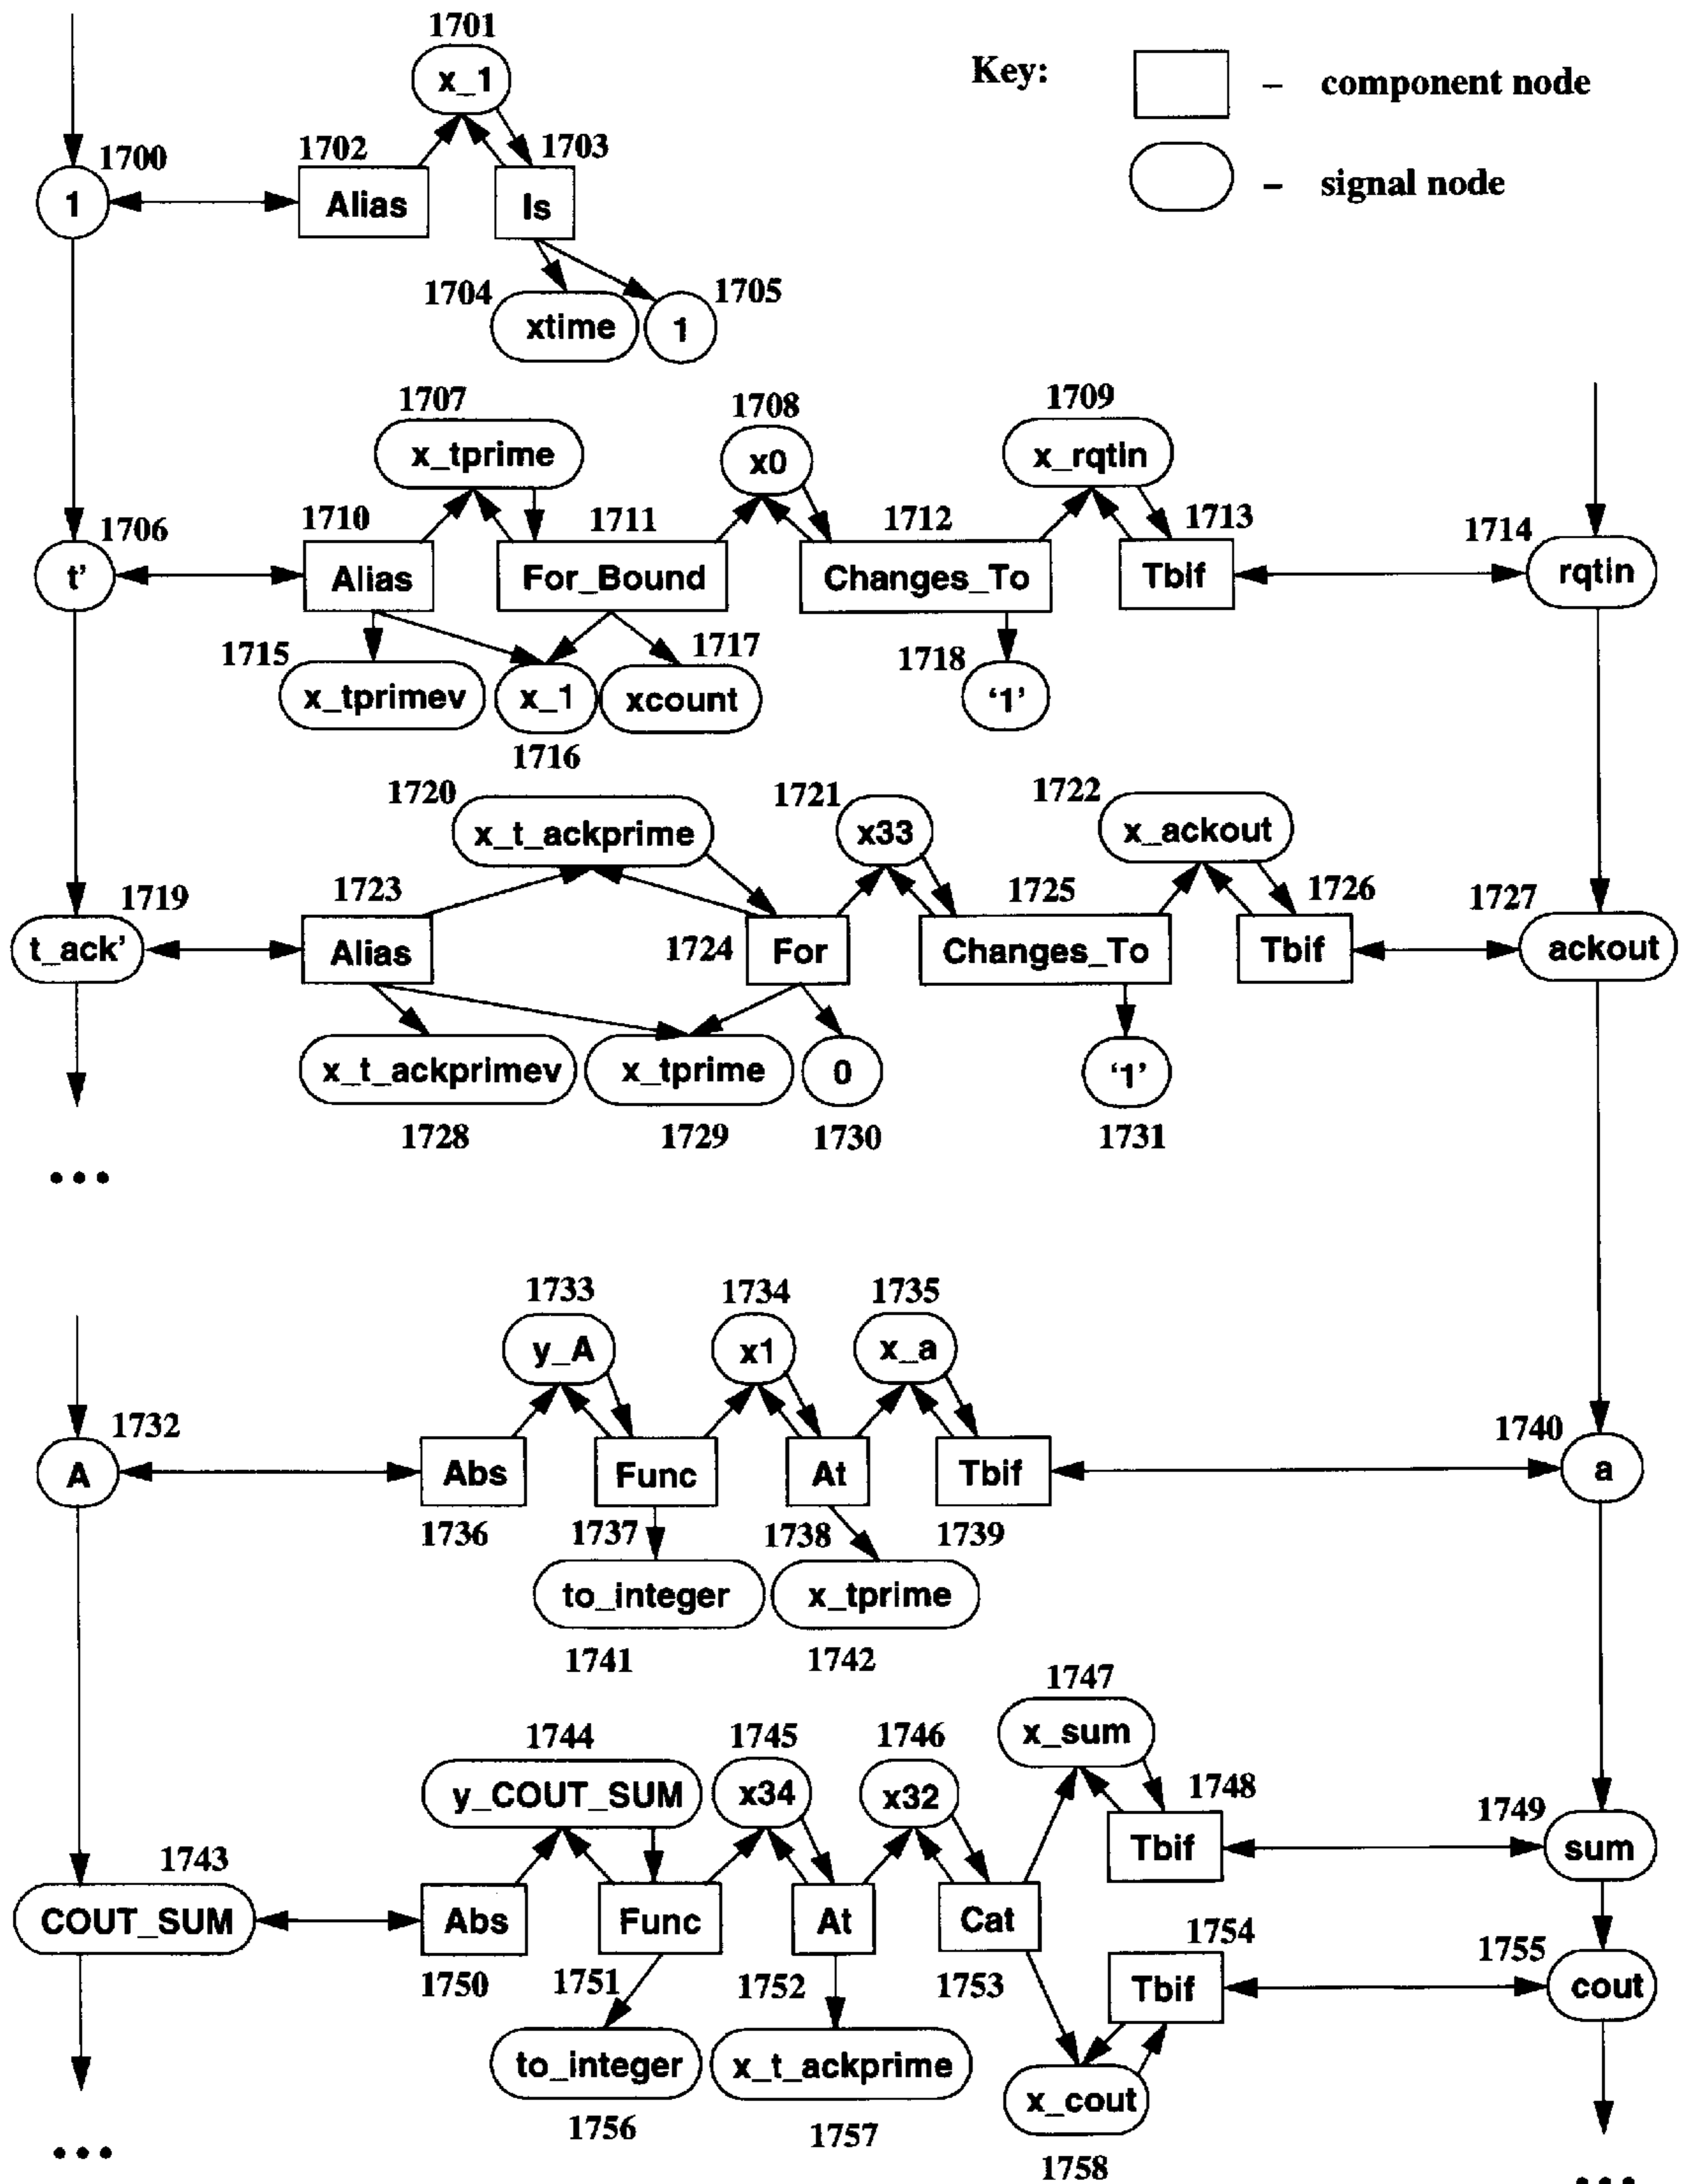 1701
x_1
Key:
– component node
1700
1702
1703
1
Alias
Is
– signal node
1704
xtime
1
1705
1707
1708
1709
x_tprime
x0
x_rqtin
1706
1710
1711
1712
1713
1714
t'
Alias
For_Bound
Changes_To
Tbif
rqtin
1715
1717
1718
x_tprimev
x_1
xcount
‘1’
1716
1720
1721
1722
x_t_ackprime
x33
x_ackout
1719
1723
1725
1726
1727
t_ack'
Alias
1724
For
Changes_To
Tbif
ackout
x_t_ackprimev
x_tprime
0
‘1’
1728
1729
1730
1731
•••
1733
1734
1735
y_A
x1
x_a
1732
1740
A
Abs
Func
At
Tbif
a
1736
1737
1738
1739
to_integer
x_tprime
1741
1742
1747
x_sum
1744
1745
1746
y_COUT_SUM
x34
x32
1748
1749
Tbif
sum
1743
COUT_SUM
Abs
Func
At
Cat
1754
1755
1750
1751
1752
1753
Tbif
cout
to_integer
x_t_ackprime
x_cout
1756
1757
1758
•••
•••